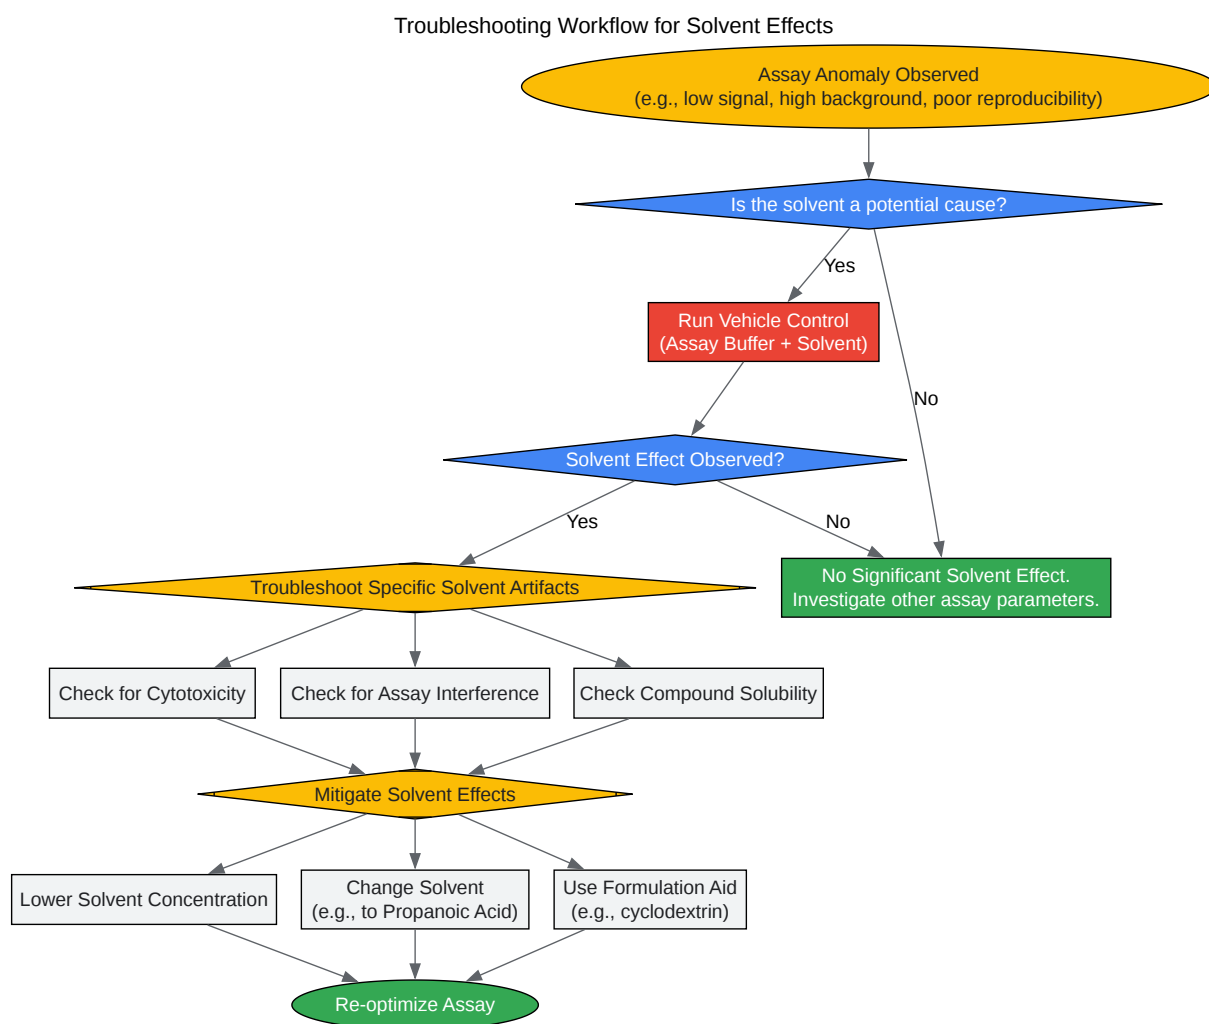 Troubleshooting Workflow for Solvent Effects
Assay Anomaly Observed
(e.g., low signal, high background, poor reproducibility)
Is the solvent a potential cause?
Yes
Run Vehicle Control
(Assay Buffer + Solvent)
No
Solvent Effect Observed?
Yes
No
No Significant Solvent Effect.
Investigate other assay parameters.
Troubleshoot Specific Solvent Artifacts
Check for Cytotoxicity
Check for Assay Interference
Check Compound Solubility
Mitigate Solvent Effects
Lower Solvent Concentration
Change Solvent
(e.g., to Propanoic Acid)
Use Formulation Aid
(e.g., cyclodextrin)
Re-optimize Assay